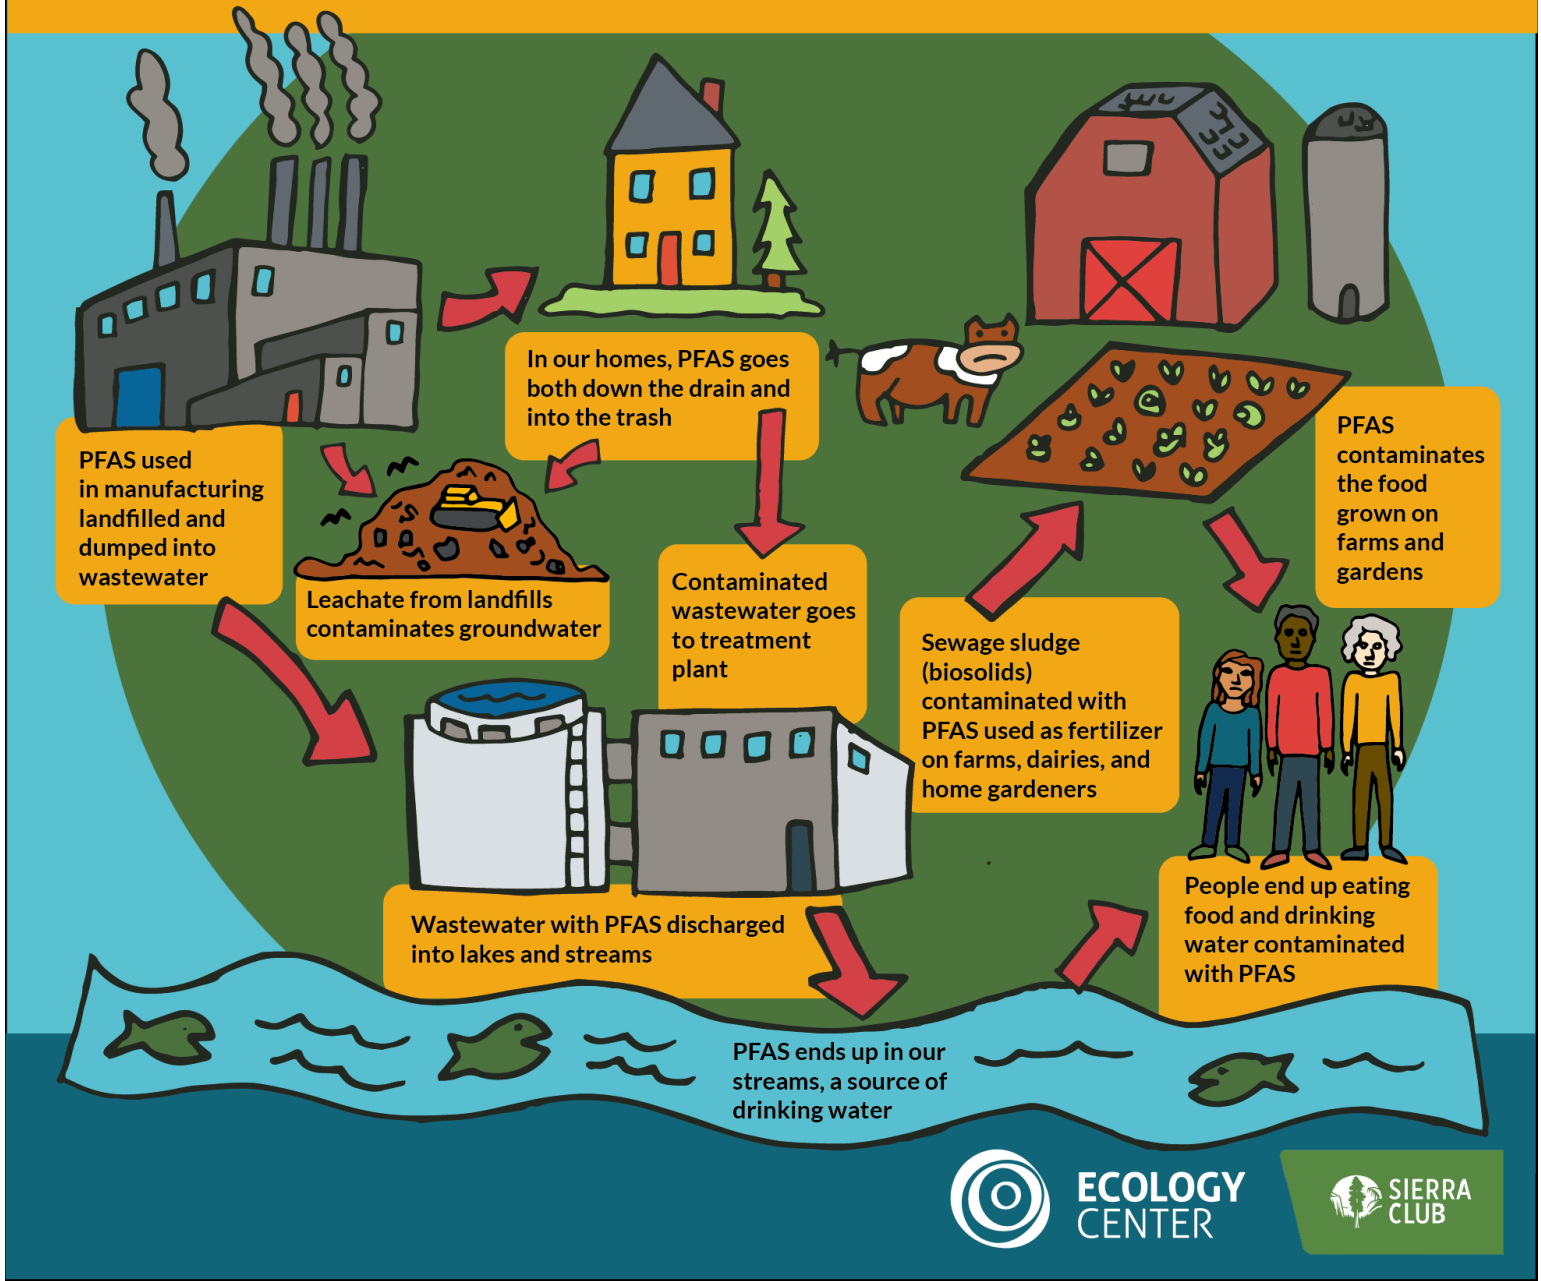 In our homes, PFAS goes
both down the drain and
into the trash
PFAS used
in manufacturing
landfilled and
dumped into
wastewater
Leachate from landfills
contaminates groundwater
Contaminated
wastewater goes
to treatment
plant
Sewage sludge
(biosolids)
contaminated with
PFAS used as fertilizer
on farms, dairies, and
home gardeners
PFAS
contaminates
the food
grown on
farms and
gardens
People end up eating
food and drinking
water contaminated
with PFAS
Wastewater with PFAS discharged
into lakes and streams
PFAS ends up in our
streams, a source of
drinking water
ECOLOGY
CENTER
SIERRA
CLUB